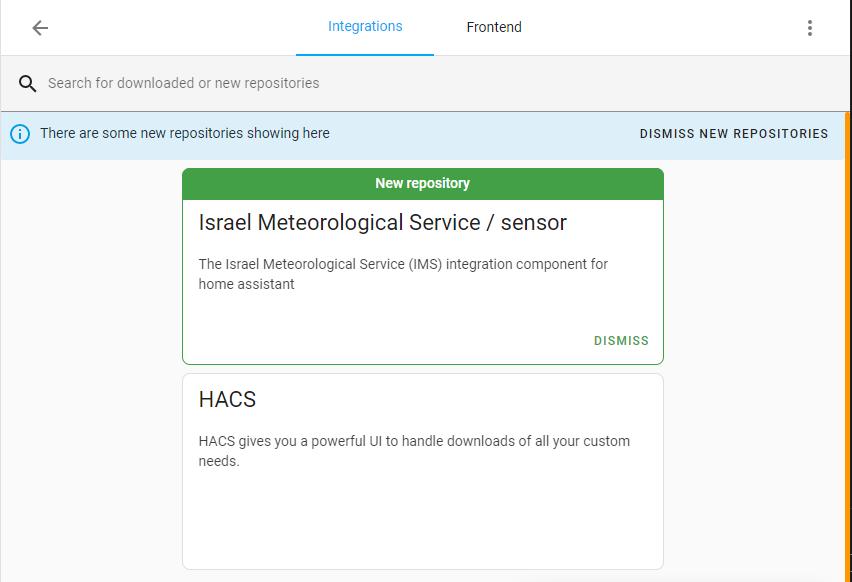 Integrations
Frontend
Search for downloaded or new repositories
There are some new repositories showing here
DISMISS NEW REPOSITORIES
New repository
Israel Meteorological Service / sensor
The Israel Meteorological Service (IMS) integration component for
home assistant
DISMISS
HACS
HACS gives you a powerful UI to handle downloads of all your custom
needs.